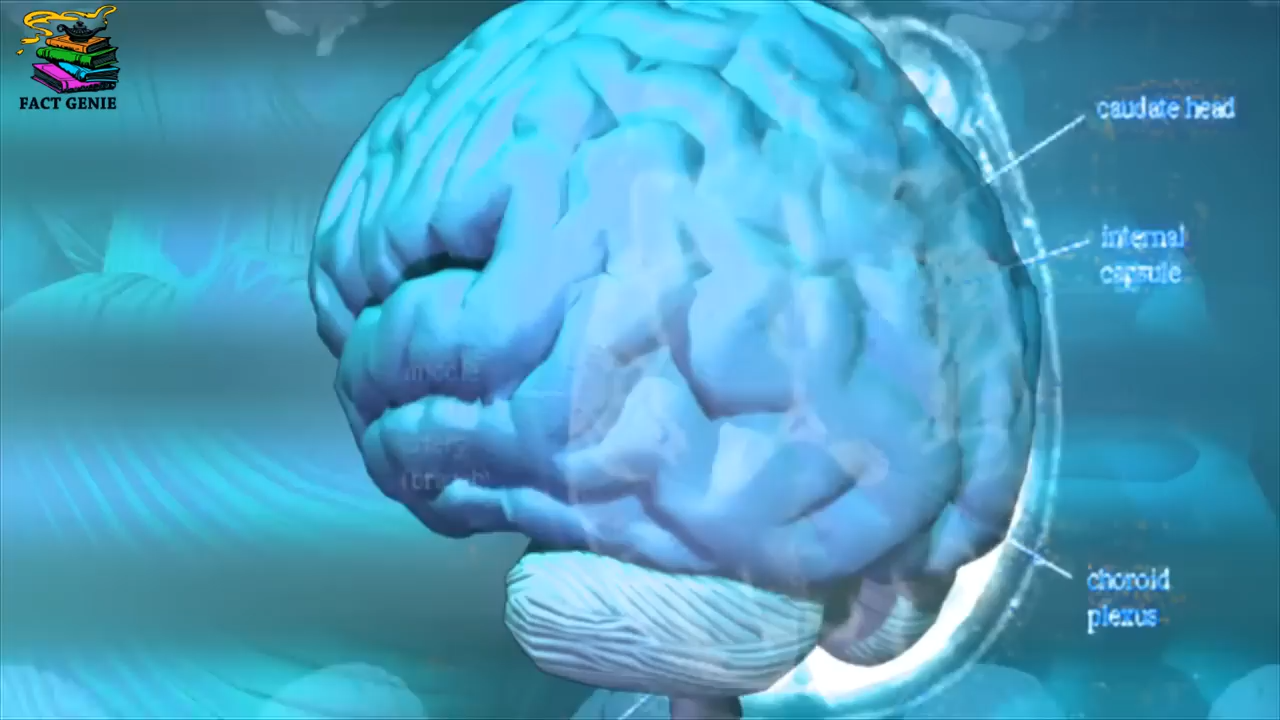 FACT GENIE
caudate head
internal
capsule
choroid
plexus